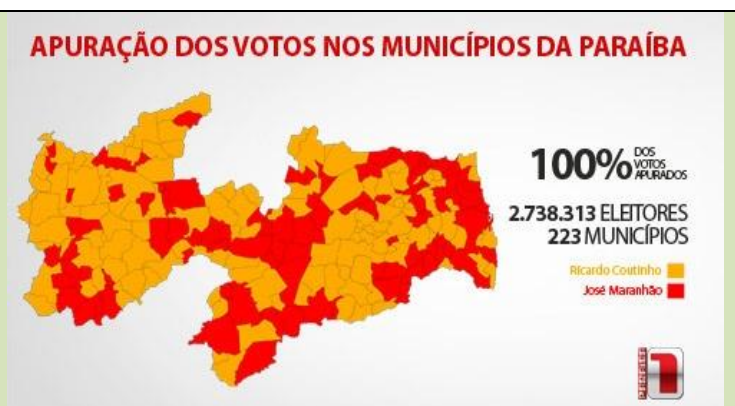 APURAÇÃO DOS VOTOS NOS MUNICÍPIOS DA PARAÍBA
100% DOS VOTOS APURADOS
2.738.313 ELEITORES
223 MUNICÍPIOS
Ricardo Coutinho
José Maranhão
1